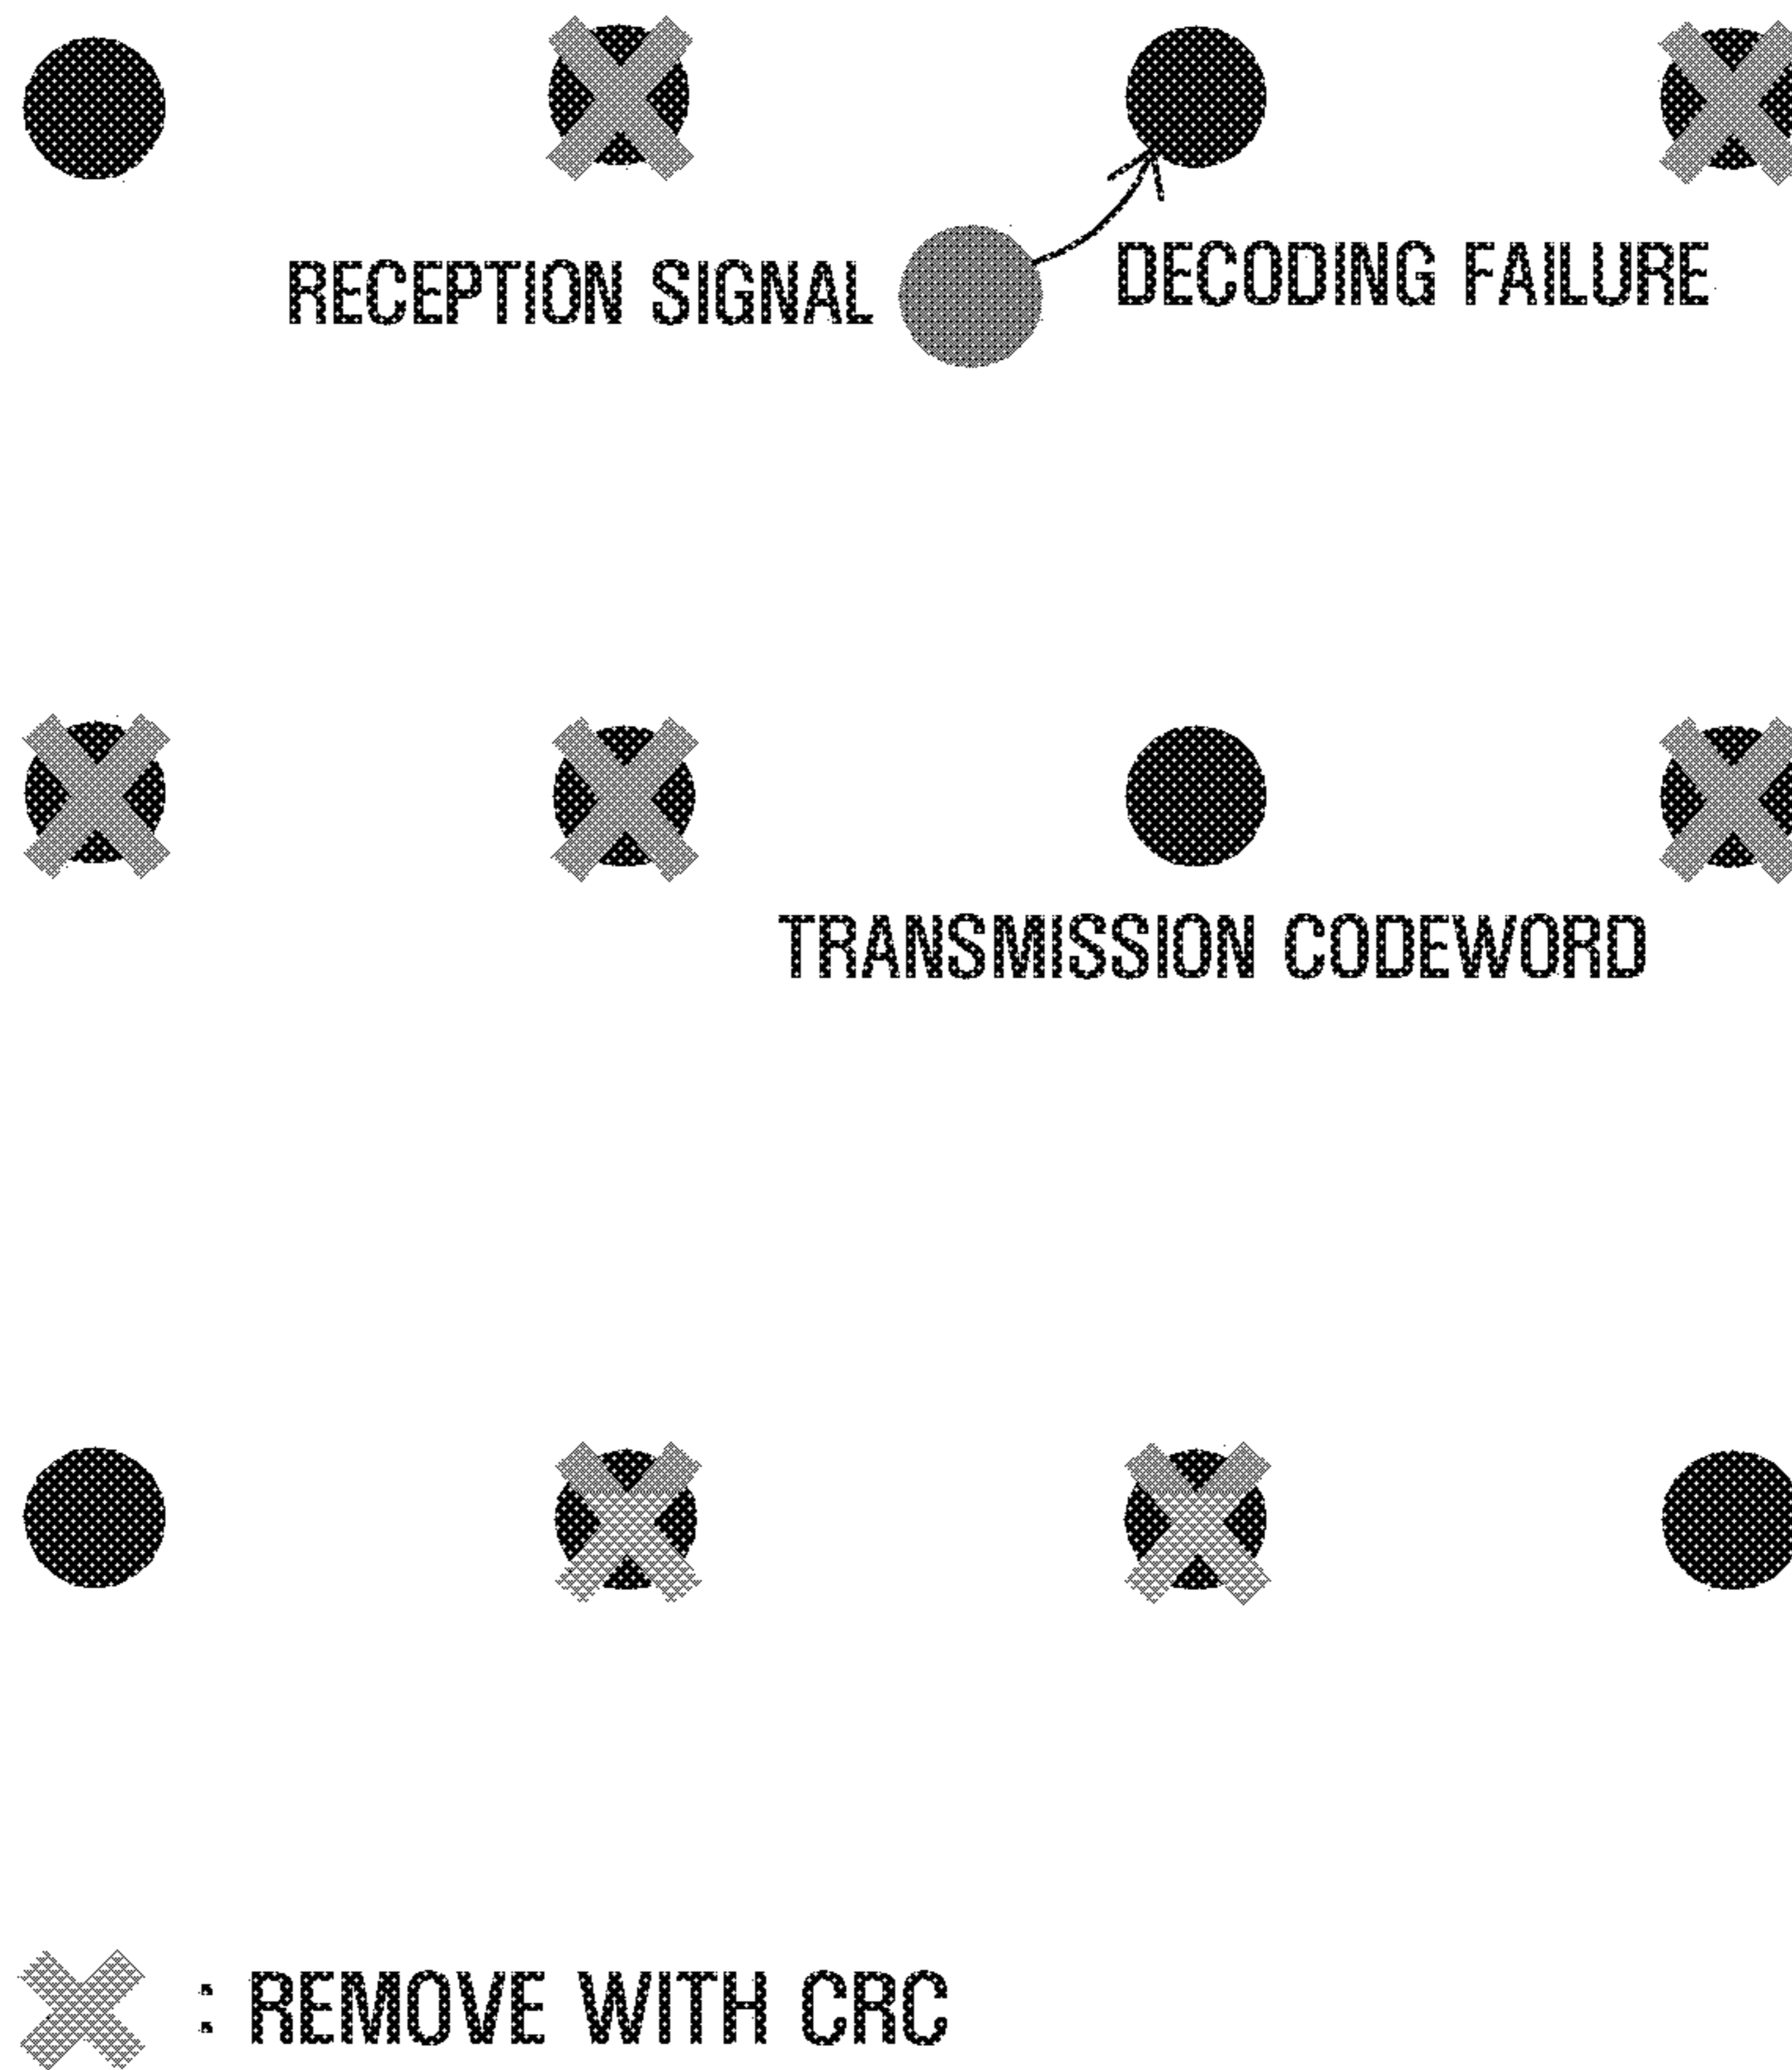 RECEPTION SIGNAL
DECODING FAILURE
TRANSMISSION CODEWORD
: REMOVE WITH CRC